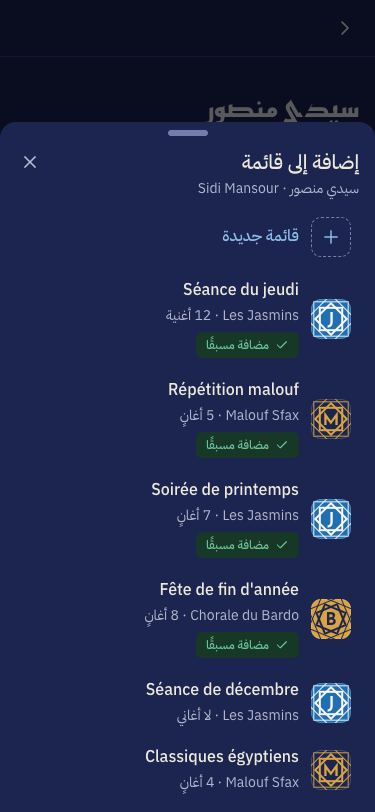 سيدي منصور
إضافة إلى قائمة
سيدي منصور · Sidi Mansour
قائمة جديدة
Séance du jeudi
Les Jasmins · 12 أغنية
J
مضافة مسبقًا
Répétition malouf
Malouf Sfax · 5 أغانٍ
M
مضافة مسبقًا
Soirée de printemps
Les Jasmins · 7 أغانٍ
J
مضافة مسبقًا
Fête de fin d'année
Chorale du Bardo · 8 أغانٍ
B
مضافة مسبقًا
Séance de décembre
Les Jasmins · لا أغاني
J
Classiques égyptiens
Malouf Sfax · 4 أغانٍ
M